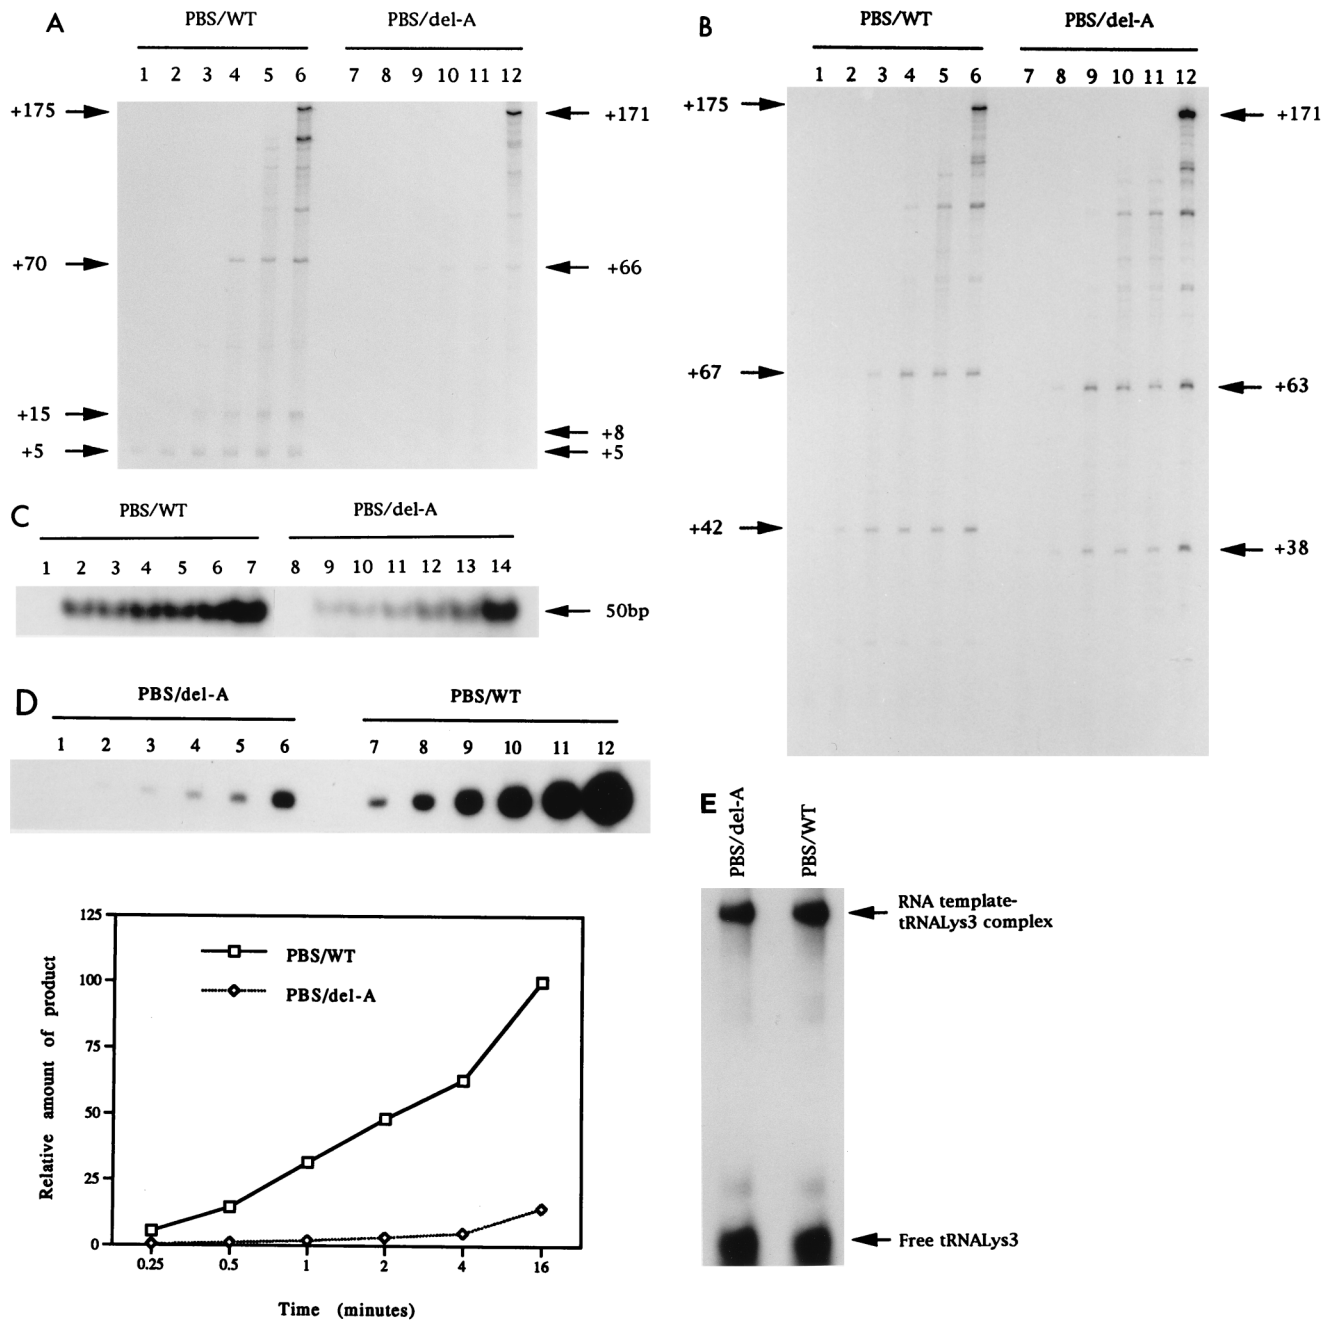 A
PBS/WT
PBS/del-A
1 2 3 4 5 6 7 8 9 10 11 12
+175
+70
+15
+5
+171
+66
+8
+5
B
PBS/WT
PBS/del-A
1 2 3 4 5 6 7 8 9 10 11 12
+175
+67
+42
+171
+63
+38
C
PBS/WT
PBS/del-A
1 2 3 4 5 6 7 8 9 10 11 12 13 14
50bp
D
PBS/del-A
PBS/WT
1 2 3 4 5 6 7 8 9 10 11 12
Relative amount of product
125
100
75
50
25
0
PBS/WT
PBS/del-A
0.25 0.5 1 2 4 16
Time (minutes)
E
PBS/del-A
PBS/WT
RNA template-
tRNALys3 complex
Free tRNALys3